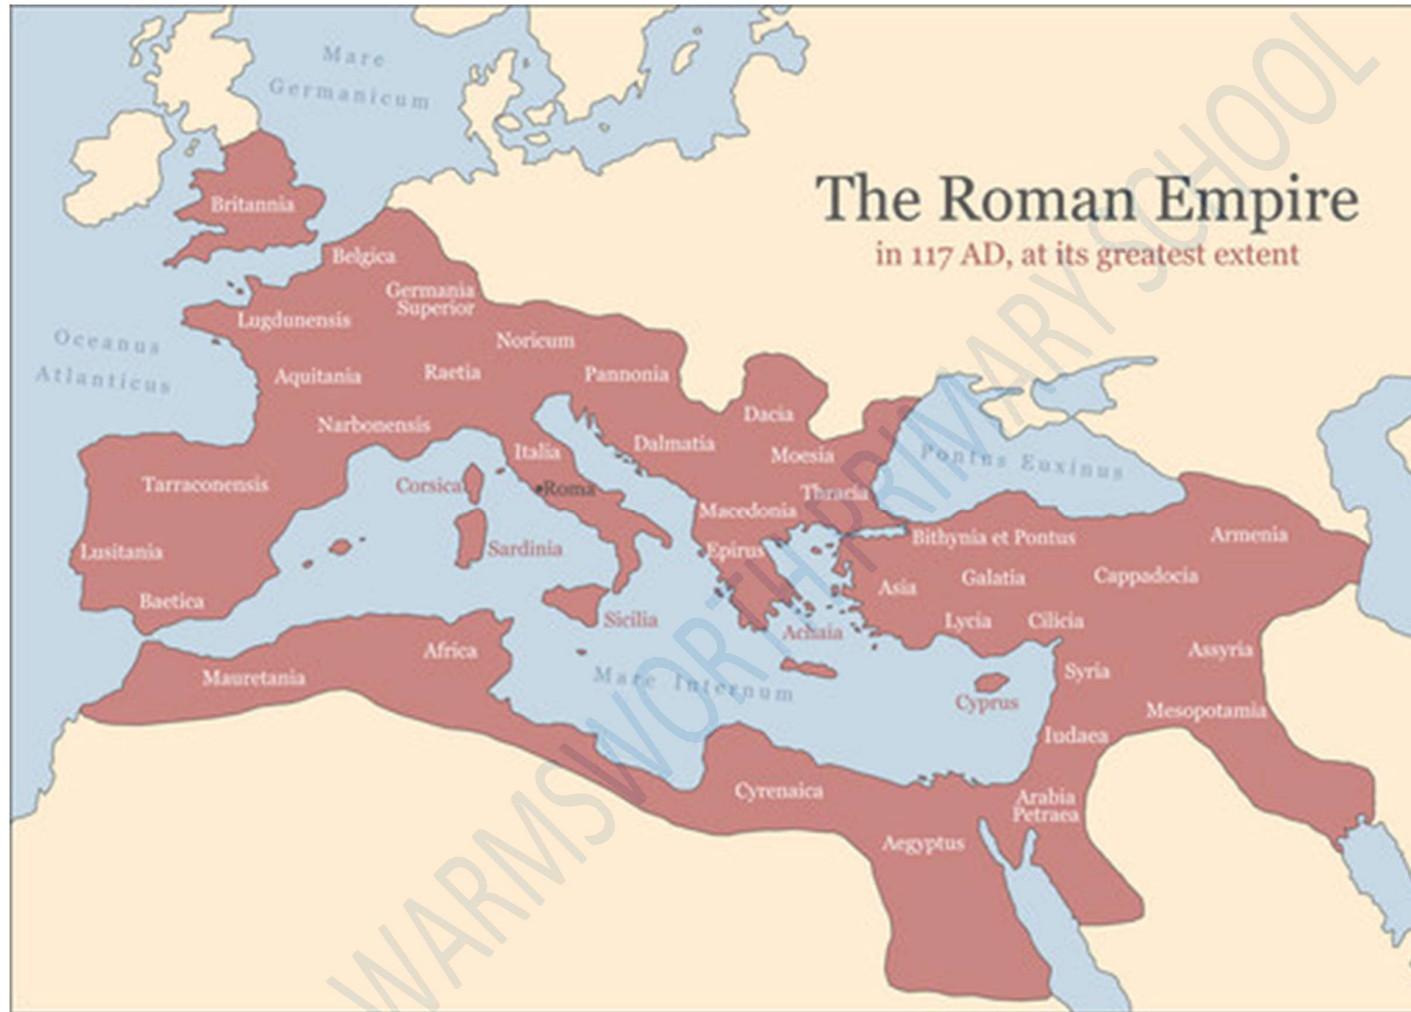 The Roman Empire
in 117 AD, at its greatest extent
Mare
Germanicum
Britannia
Belgica
Germania
Superior
Lugdunensis
Oceanus
Atlanticus
Noricum
Aquitania
Raetia
Pannonia
Narbonensis
Dacia
Italia
Dalmatia
Moesia
Pontus Euxinus
Tarraconensis
Corsica
Roma
Thracia
Macedonia
Bithynia et Pontus
Armenia
Lusitania
Sardinia
Epirus
Asia
Galatia
Cappadocia
Baetica
Sicilia
Achaia
Lycia
Cilicia
Africa
Assyria
Mauretania
Mare Internum
Syria
Cyprus
Mesopotamia
Iudaea
Cyrenaica
Arabia
Petraea
Aegyptus
WARMSWORTH PRIMARY SCHOOL